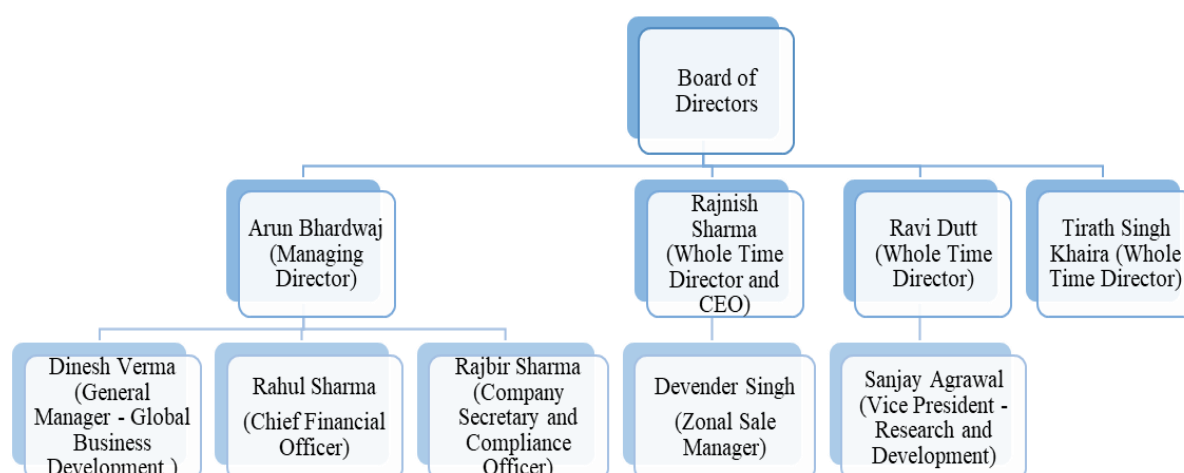 Board of
Directors
Arun Bhardwaj
(Managing
Director)
Rajnish
Sharma
(Whole Time
Director and
CEO)
Ravi Dutt
(Whole Time
Director)
Tirath Singh
Khaira (Whole
Time Director)
Dinesh Verma
(General
Manager - Global
Business
Development )
Rahul Sharma
(Chief Financial
Officer)
Rajbir Sharma
(Company
Secretary and
Compliance
Officer)
Devender Singh
(Zonal Sale
Manager)
Sanjay Agrawal
(Vice President -
Research and
Development)